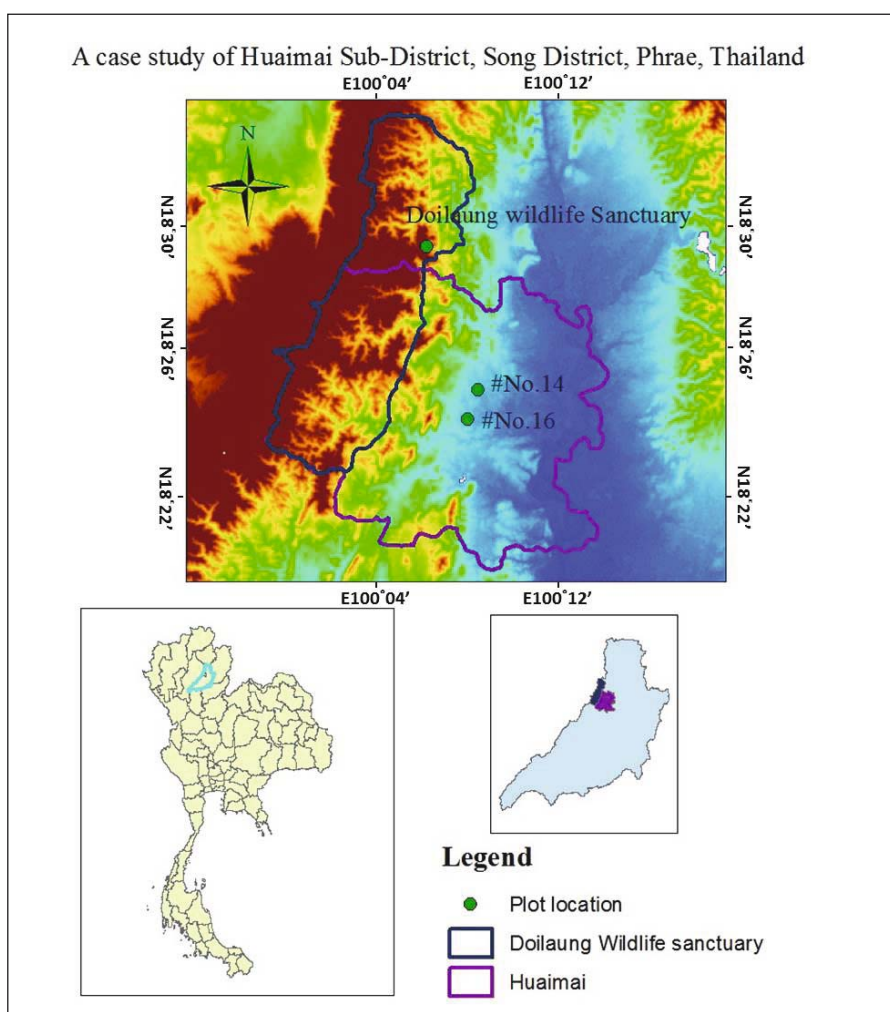 A case study of Huaimai Sub-District, Song District, Phrae, Thailand
E100°04' E100°12'
N
Doilaung wildlife Sanctuary
N18°30' N18°30'
N18°26' N18°26'
#No.14
#No.16
N18°22' N18°22'
E100°04' E100°12'
Legend
Plot location
Doilaung Wildlife sanctuary
Huaimai